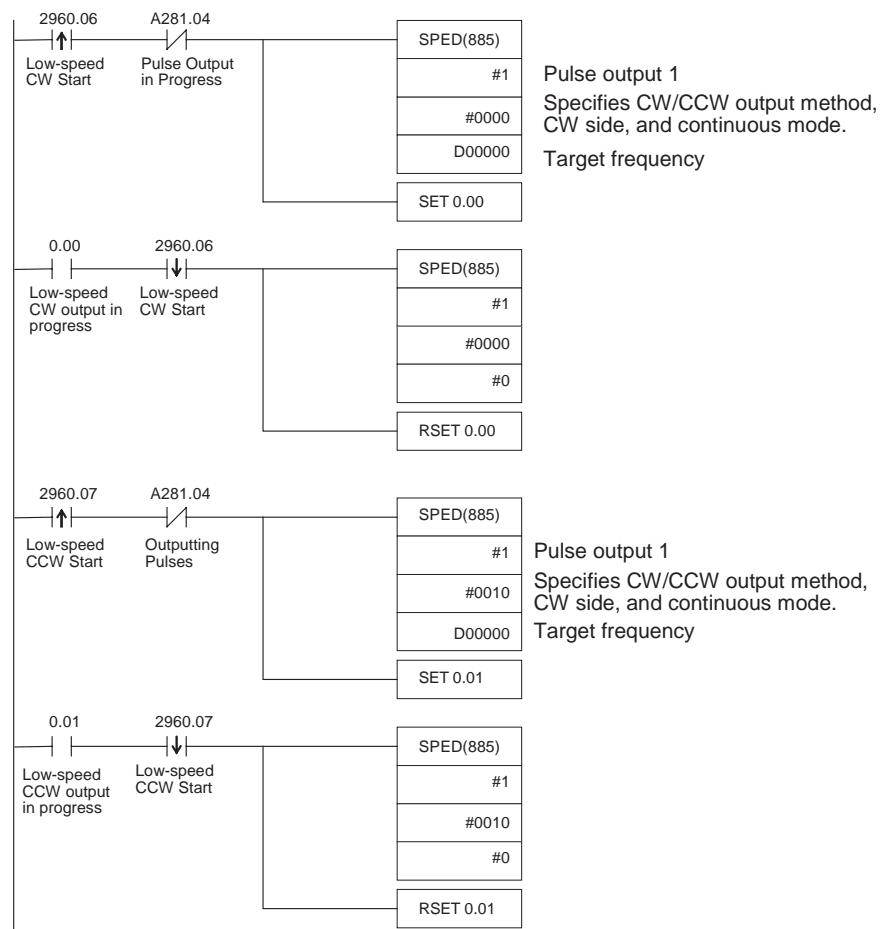 2960.06 A281.04
SPED(885)
Low-speed
CW Start
Pulse Output
in Progress
#1 Pulse output 1
#0000 Specifies CW/CCW output method,
CW side, and continuous mode.
D00000 Target frequency
SET 0.00
0.00 2960.06
SPED(885)
Low-speed
CW output in
progress
Low-speed
CW Start
#1
#0000
#0
RSET 0.00
2960.07 A281.04
SPED(885)
Low-speed
CCW Start
Outputting
Pulses
#1 Pulse output 1
#0010 Specifies CW/CCW output method,
CW side, and continuous mode.
D00000 Target frequency
SET 0.01
0.01 2960.07
SPED(885)
Low-speed
CCW output
in progress
Low-speed
CCW Start
#1
#0010
#0
RSET 0.01